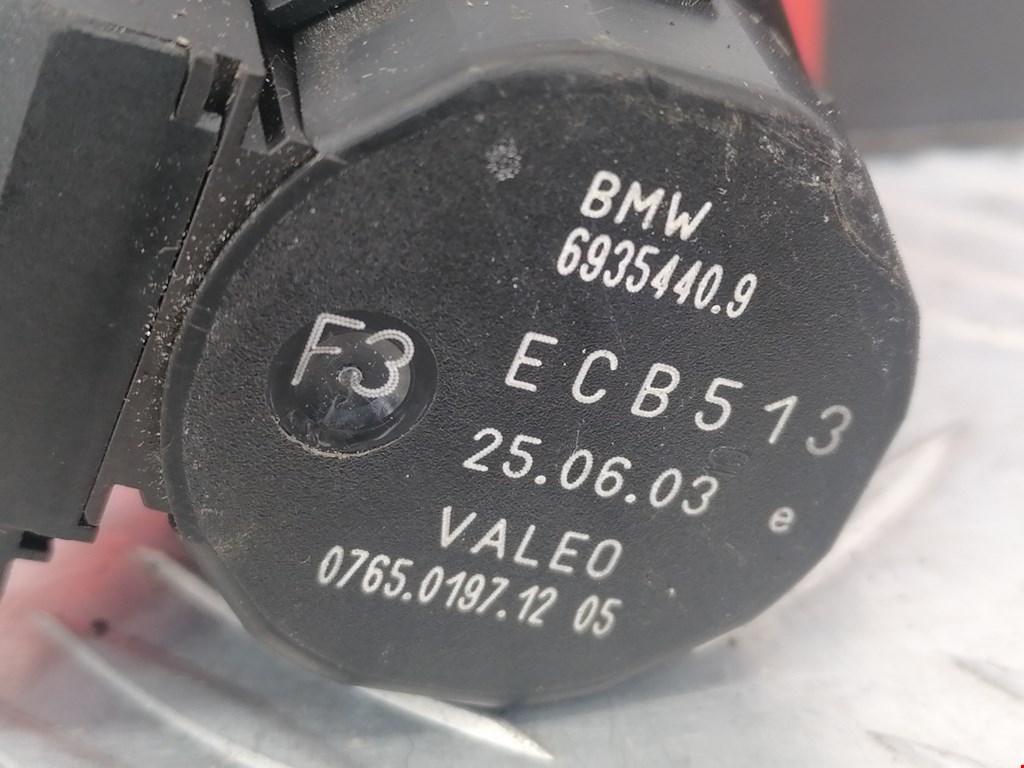 BMW
6935440.9
F3
ECB513
25.06.03
e
VALEO
0765.0197.12 05